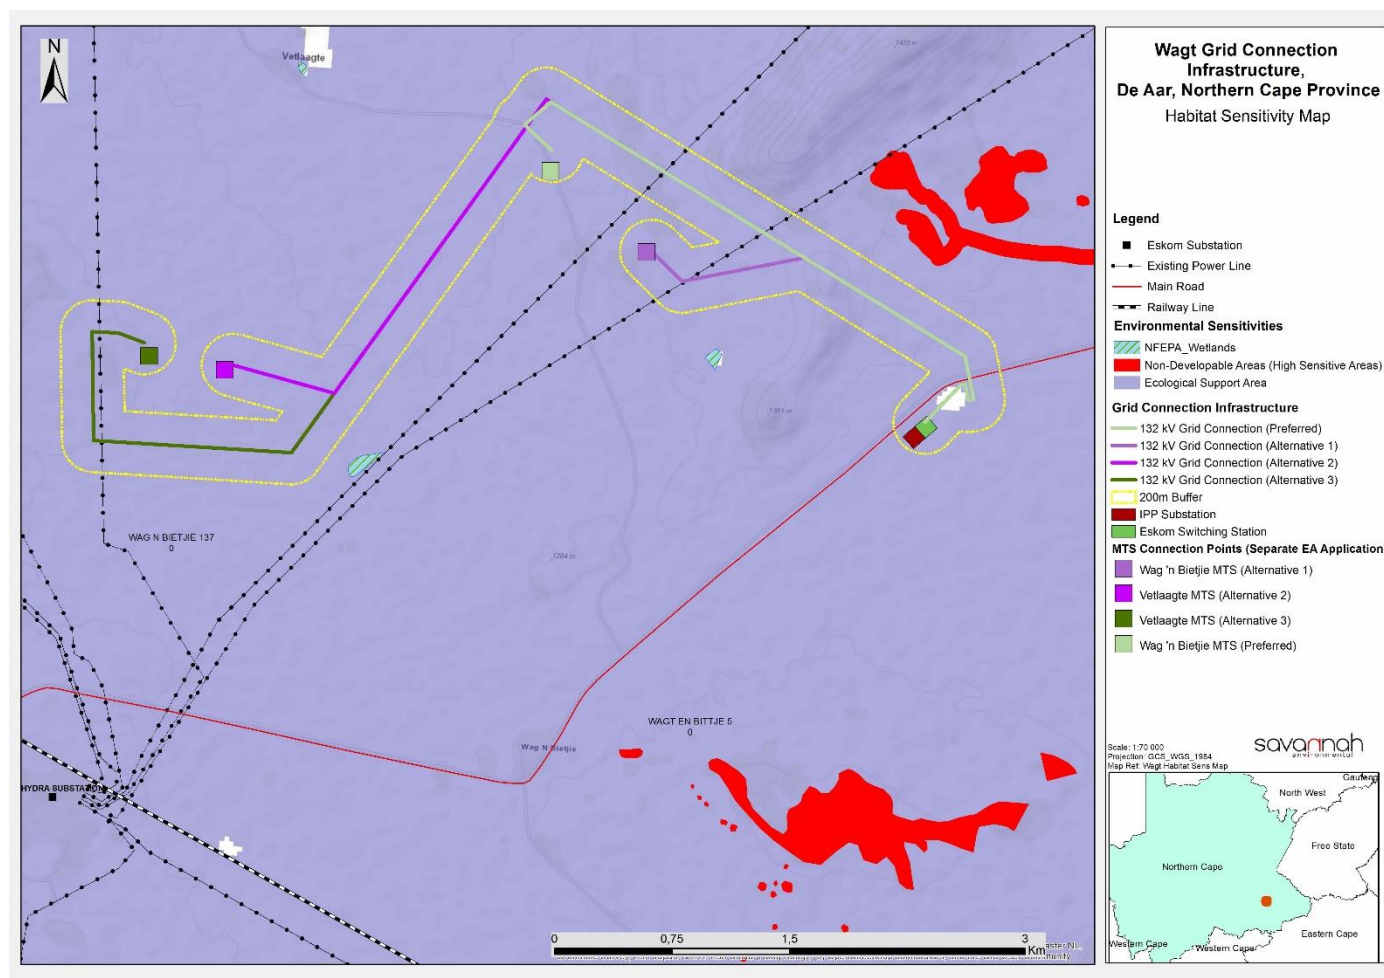 N
Vetlaagte
1402 m
WAG N BIETJIE 137
0
1361 m
1284 m
WAGT EN BITTJE 5
0
Wag N Bietjie
HYDRA SUBSTATION
0
0,75
1,5
3
Km
Wagt Grid Connection
Infrastructure,
De Aar, Northern Cape Province
Habitat Sensitivity Map
Legend
Eskom Substation
Existing Power Line
Main Road
Railway Line
Environmental Sensitivities
NFEPA_Wetlands
Non-Developable Areas (High Sensitive Areas)
Ecological Support Area
Grid Connection Infrastructure
132 kV Grid Connection (Preferred)
132 kV Grid Connection (Alternative 1)
132 kV Grid Connection (Alternative 2)
132 kV Grid Connection (Alternative 3)
200m Buffer
IPP Substation
Eskom Switching Station
MTS Connection Points (Separate EA Application
Wag 'n Bietjie MTS (Alternative 1)
Vetlaagte MTS (Alternative 2)
Vetlaagte MTS (Alternative 3)
Wag 'n Bietjie MTS (Preferred)
Scale: 1:70 000
Projection: GCS_WGS_1984
Map Ref: Wagt Habitat Sens Map
savannah
environmental
Gauteng
North West
Free State
Northern Cape
Eastern Cape
Western Cape
Western Cape